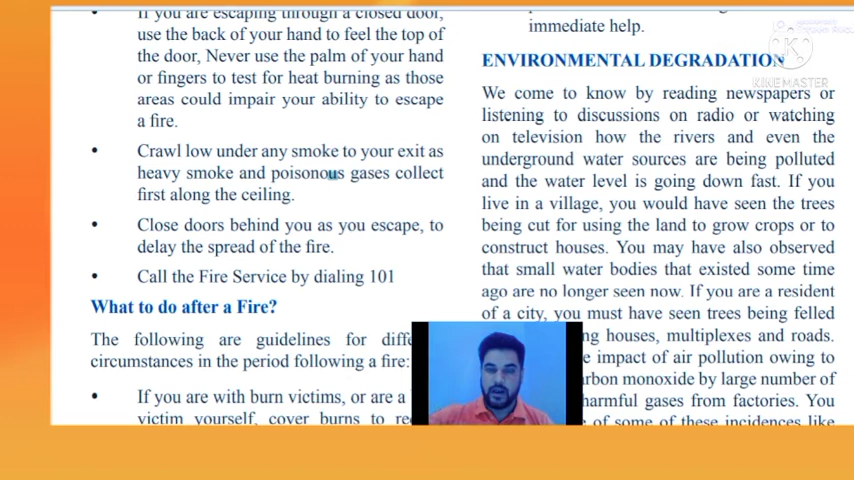 If you are escaping through a closed door,
use the back of your hand to feel the top of
the door, Never use the palm of your hand
or fingers to test for heat burning as those
areas could impair your ability to escape
a fire.
• Crawl low under any smoke to your exit as
heavy smoke and poisonous gases collect
first along the ceiling.
• Close doors behind you as you escape, to
delay the spread of the fire.
• Call the Fire Service by dialing 101
What to do after a Fire?
The following are guidelines for diffe
circumstances in the period following a fire:
• If you are with burn victims, or are a
victim yourself, cover burns to re
immediate help.
ENVIRONMENTAL DEGRADATION
We come to know by reading newspapers or
listening to discussions on radio or watching
on television how the rivers and even the
underground water sources are being polluted
and the water level is going down fast. If you
live in a village, you would have seen the trees
being cut for using the land to grow crops or to
construct houses. You may have also observed
that small water bodies that existed some time
ago are no longer seen now. If you are a resident
of a city, you must have seen trees being felled
ng houses, multiplexes and roads.
e impact of air pollution owing to
rbon monoxide by large number of
harmful gases from factories. You
of some of these incidences like
KINEMASTER